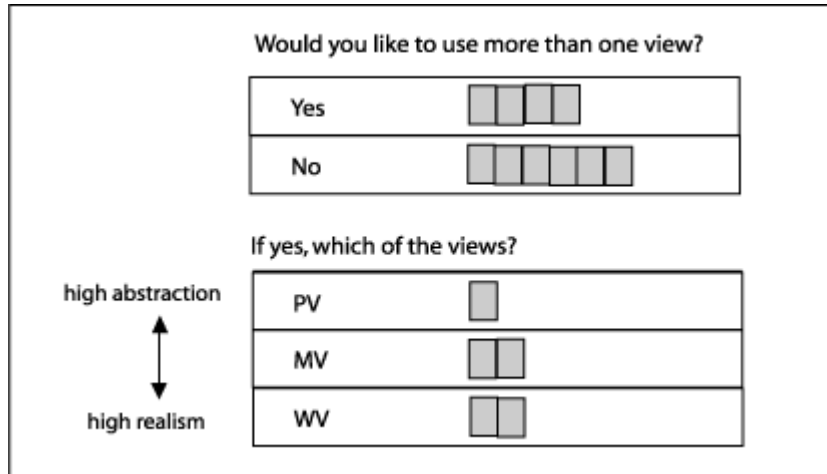 Would you like to use more than one view?
Yes
No
If yes, which of the views?
high abstraction
PV
MV
high realism
WV